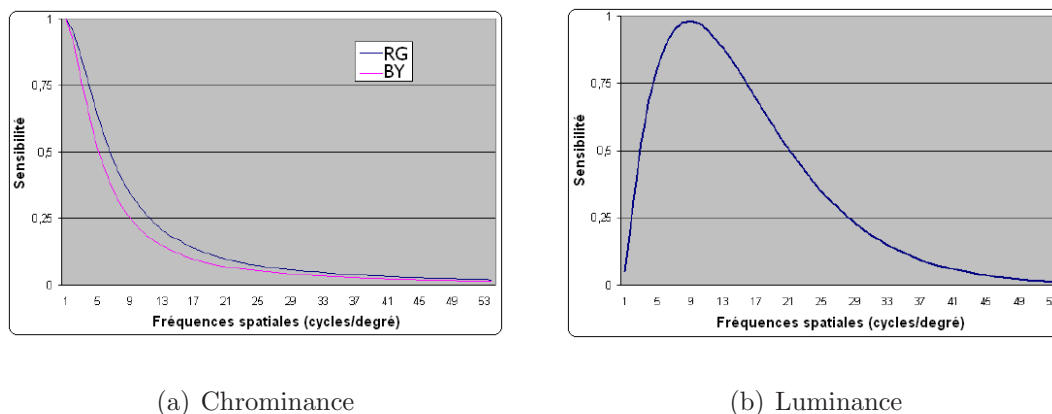 1
0,75
0,5
0,25
0
Sensibilité
RG
BY
1 5 9 13 17 21 25 29 33 37 41 45 49 53
Fréquences spatiales (cycles/degré)
(a) Chrominance
1
0,75
0,5
0,25
0
Sensibilité
1 5 9 13 17 21 25 29 33 37 41 45 49
Fréquences spatiales (cycles/degré)
(b) Luminance